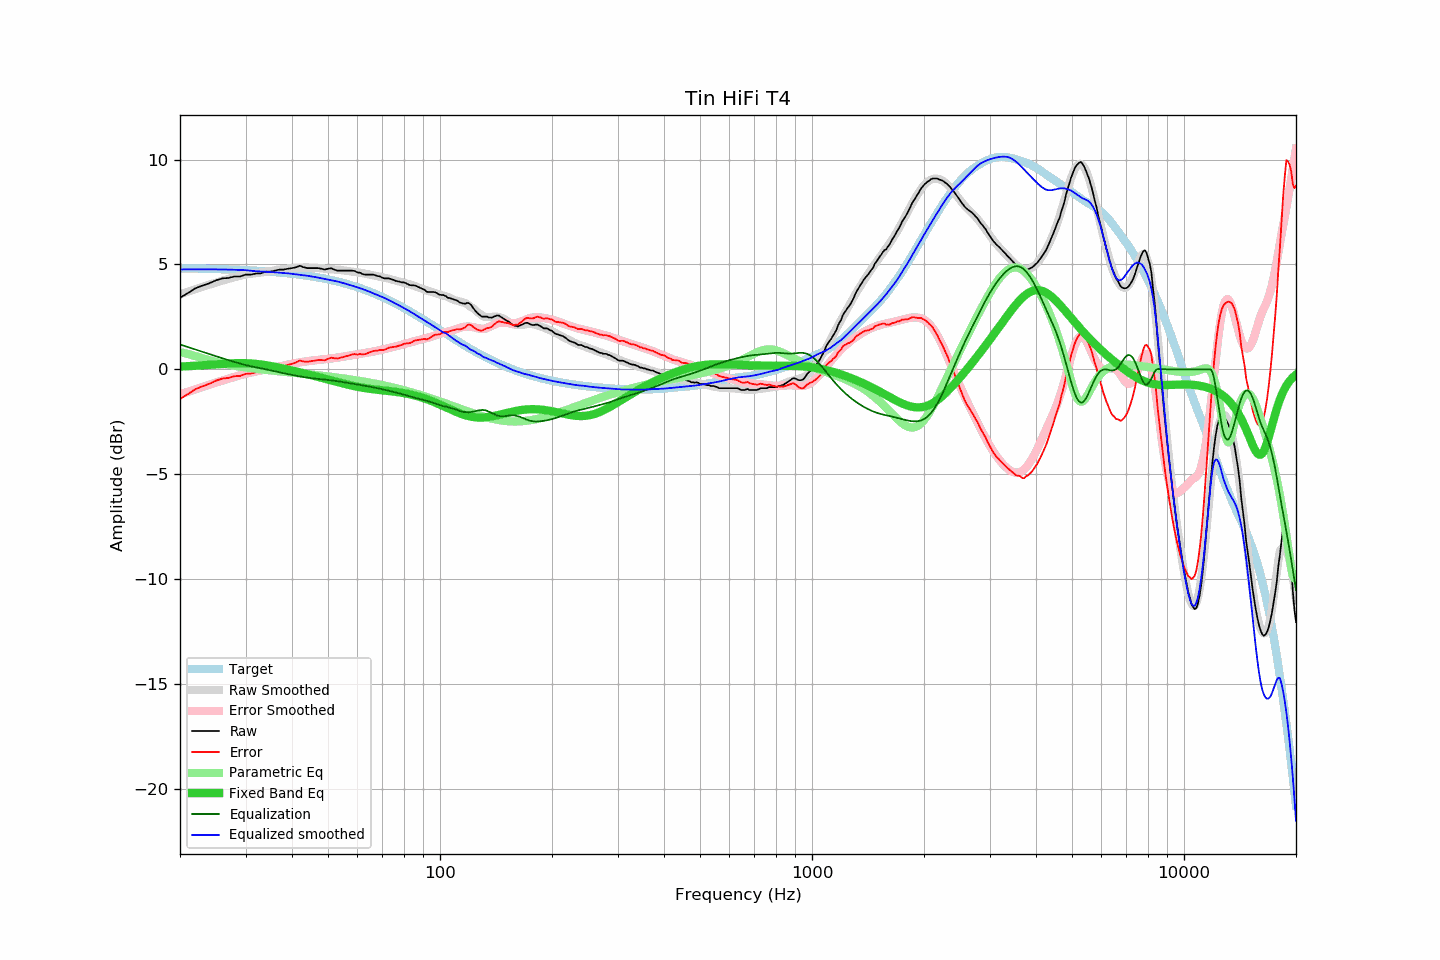 Tin HiFi T4
10
5
0
−5
−10
−15
−20
Amplitude (dBr)
Target
Raw Smoothed
Error Smoothed
Raw
Error
Parametric Eq
Fixed Band Eq
Equalization
Equalized smoothed
100
1000
10000
Frequency (Hz)